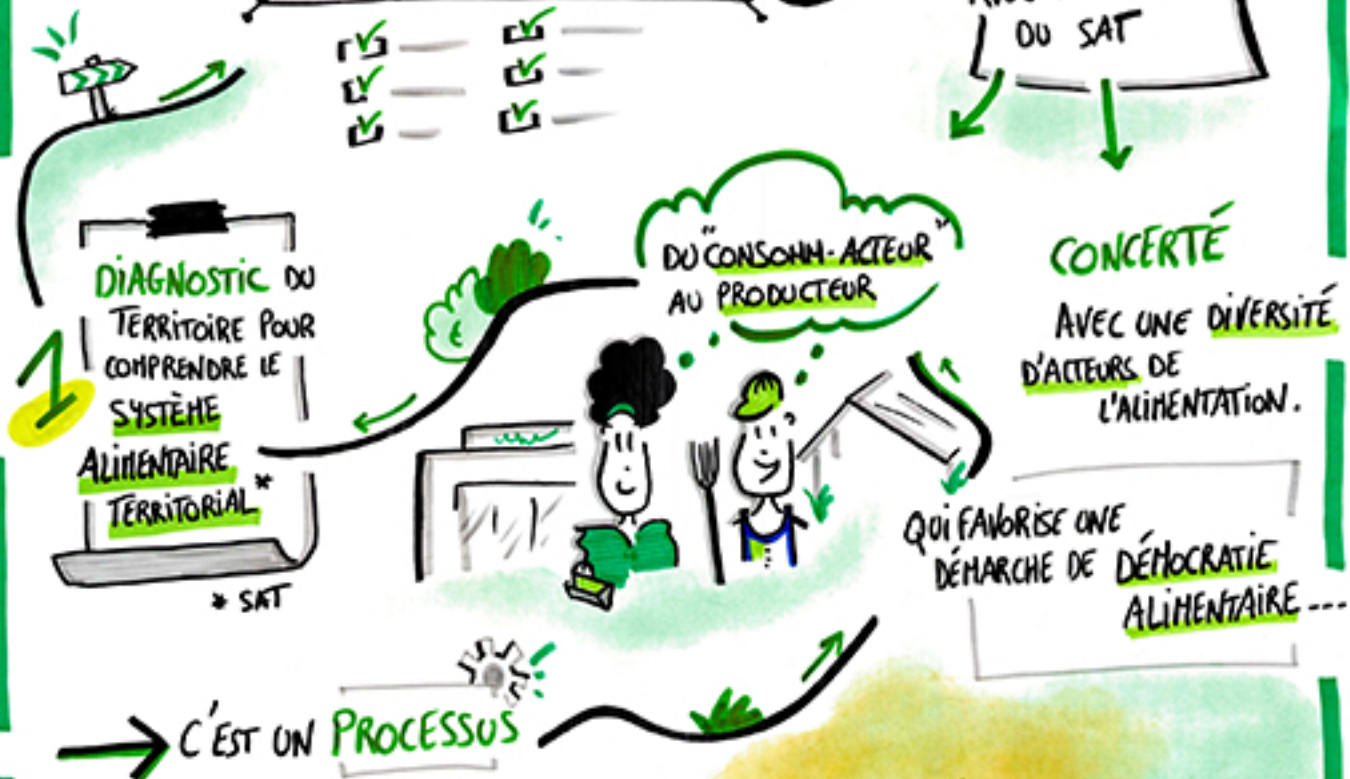 DU SAT
1
DIAGNOSTIC DU
TERRITOIRE POUR
COMPRENDRE LE
SYSTÈME
ALIMENTAIRE
TERRITORIAL*
* SAT
DU "CONSOMM-ACTEUR"
AU PRODUCTEUR
CONCERTÉ
AVEC UNE DIVERSITÉ
D'ACTEURS DE
L'ALIMENTATION.
QUI FAVORISE UNE
DÉMARCHE DE DÉMOCRATIE
ALIMENTAIRE ---
C'EST UN PROCESSUS